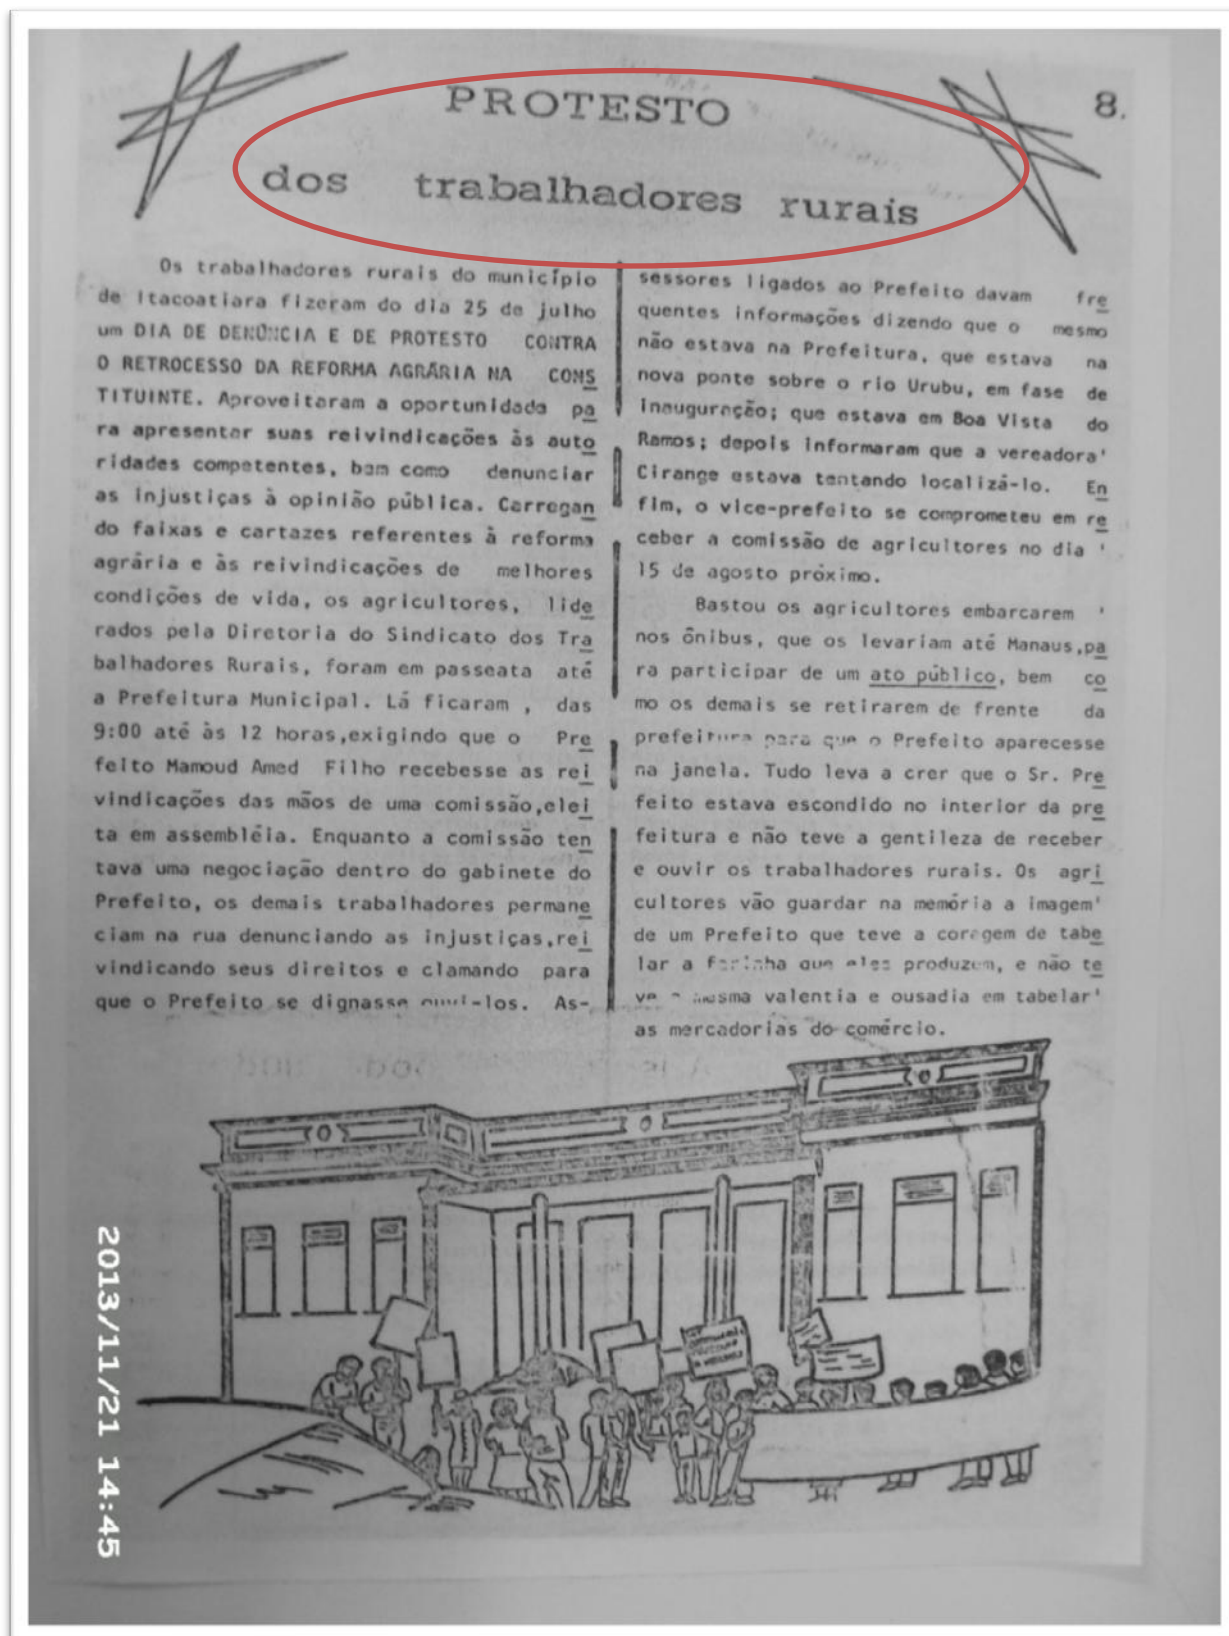 PROTESTO
8.
dos trabalhadores rurais
Os trabalhadores rurais do município
de Itacoatiara fizeram do dia 25 de julho
um DIA DE DENÚNCIA E DE PROTESTO CONTRA
O RETROCESSO DA REFORMA AGRÁRIA NA CONS
TITUINTE. Aproveitaram a oportunidade pa
ra apresentar suas reivindicações às auto
ridades competentes, bem como denunciar
as injustiças à opinião pública. Carregan
do faixas e cartazes referentes à reforma
agrária e às reivindicações de melhores
condições de vida, os agricultores, lide
rados pela Diretoria do Sindicato dos Tra
balhadores Rurais, foram em passeata até
a Prefeitura Municipal. Lá ficaram , das
9:00 até às 12 horas,exigindo que o Pre
feito Mamoud Amed Filho recebesse as rei
vindicações das mãos de uma comissão,elei
ta em assembléia. Enquanto a comissão ten
tava uma negociação dentro do gabinete do
Prefeito, os demais trabalhadores permane
ciam na rua denunciando as injustiças,rei
vindicando seus direitos e clamando para
que o Prefeito se dignasse ouvi-los. As-
sessores ligados ao Prefeito davam fre
quentes informações dizendo que o mesmo
não estava na Prefeitura, que estava na
nova ponte sobre o rio Urubu, em fase de
inauguração; que estava em Boa Vista do
Ramos; depois informaram que a vereadora'
Cirange estava tentando localizá-lo. En
fim, o vice-prefeito se comprometeu em re
ceber a comissão de agricultores no dia '
15 de agosto próximo.
Bastou os agricultores embarcarem '
nos ônibus, que os levariam até Manaus,pa
ra participar de um ato público, bem co
mo os demais se retirarem de frente da
prefeitura para que o Prefeito aparecesse
na janela. Tudo leva a crer que o Sr. Pre
feito estava escondido no interior da pre
feitura e não teve a gentileza de receber
e ouvir os trabalhadores rurais. Os agri
cultores vão guardar na memória a imagem'
de um Prefeito que teve a coragem de tabe
lar a farinha que eles produzem, e não te
ve a mesma valentia e ousadia em tabelar'
as mercadorias do comércio.
2013/11/21 14:45